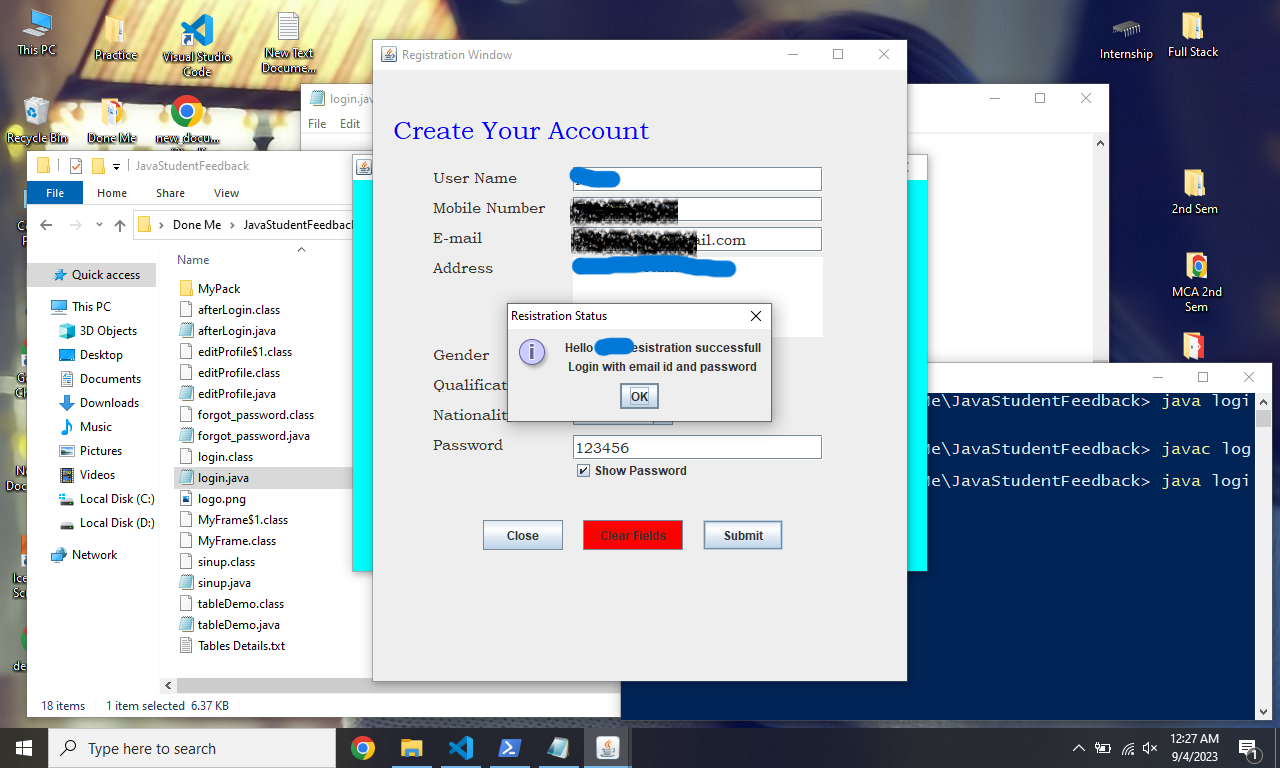 This PC
Practice
Visual Studio
Code
New Text
Docume...
Recycle Bin
Done Me
new_docu...
Internship
Full Stack
2nd Sem
MCA 2nd
Sem
login.jav
File Edit
JavaStudentFeedback
File Home Share View
Done Me > JavaStudentFeedback
Name
Quick access
This PC
3D Objects
Desktop
Documents
Downloads
Music
Pictures
Videos
Local Disk (C:)
Local Disk (D:)
Network
MyPack
afterLogin.class
afterLogin.java
editProfile$1.class
editProfile.class
editProfile.java
forgot_password.class
forgot_password.java
login.class
login.java
logo.png
MyFrame$1.class
MyFrame.class
sinup.class
sinup.java
tableDemo.class
tableDemo.java
Tables Details.txt
18 items 1 item selected 6.37 KB
Registration Window
Create Your Account
User Name
Mobile Number
E-mail ail.com
Address
Gender
Qualificat
Nationalit
Password 123456
Show Password
Close Clear Fields Submit
Resistration Status
Hello esistration successfull
Login with email id and password
OK
Me\JavaStudentFeedback> java logi
Me\JavaStudentFeedback> javac log
Me\JavaStudentFeedback> java logi
Type here to search
12:27 AM
9/4/2023
1